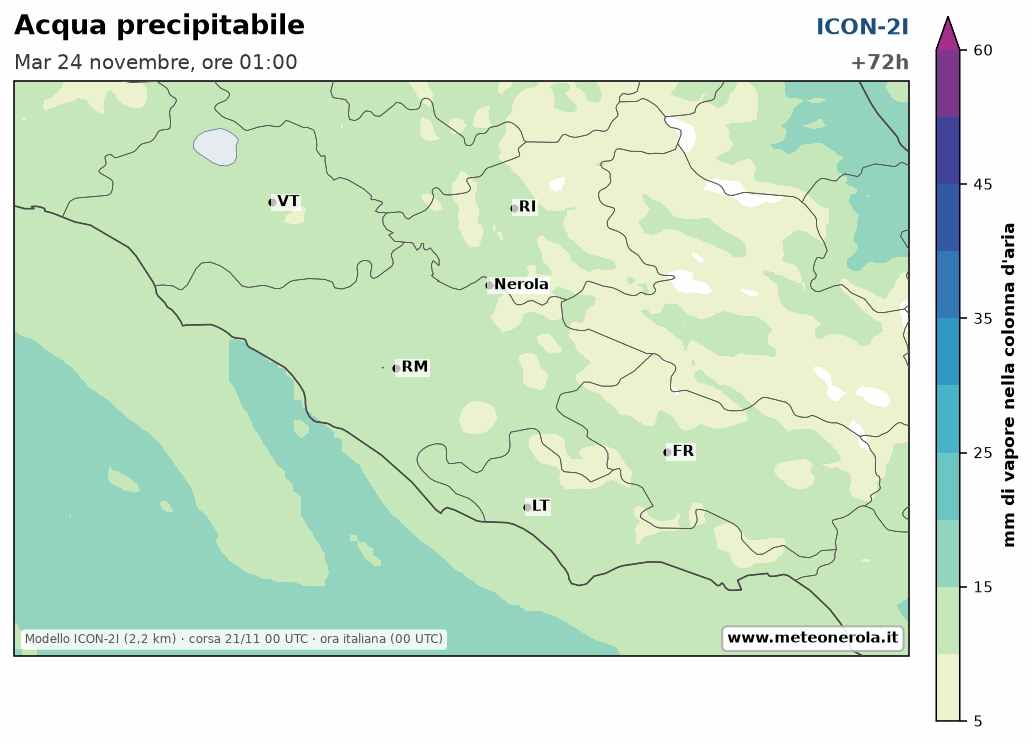 Acqua precipitabile
ICON-2I
Mar 24 novembre, ore 01:00
+72h
60
45
35
25
15
5
mm di vapore nella colonna d'aria
VT
RI
Nerola
RM
FR
LT
Modello ICON-2I (2,2 km) · corsa 21/11 00 UTC · ora italiana (00 UTC)
www.meteonerola.it